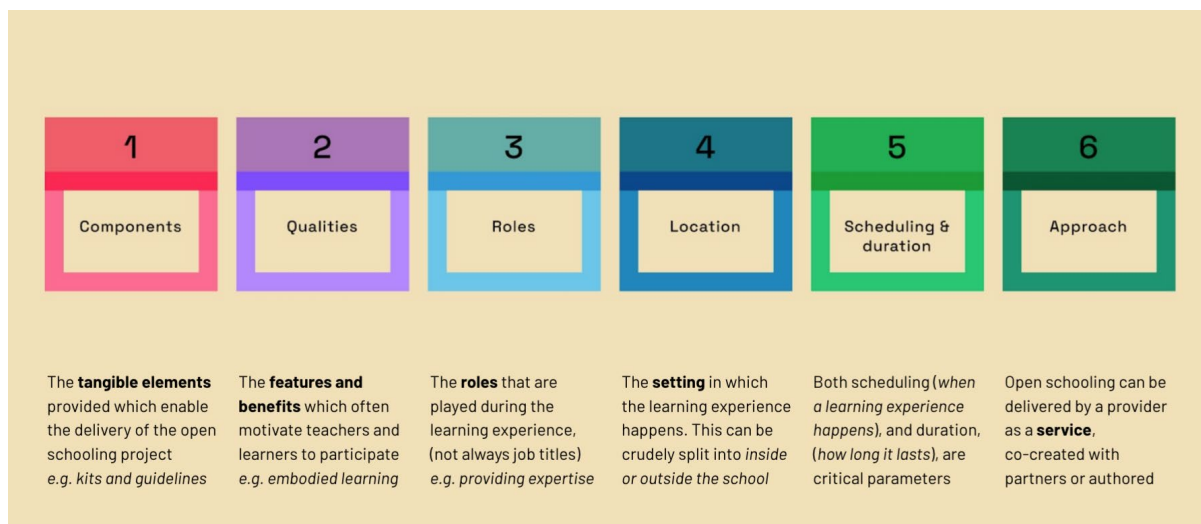 1
Components
The tangible elements
provided which enable
the delivery of the open
schooling project
e.g. kits and guidelines
2
Qualities
The features and
benefits which often
motivate teachers and
learners to participate
e.g. embodied learning
3
Roles
The roles that are
played during the
learning experience,
(not always job titles)
e.g. providing expertise
4
Location
The setting in which
the learning experience
happens. This can be
crudely split into inside
or outside the school
5
Scheduling &
duration
Both scheduling (when
a learning experience
happens), and duration,
(how long it lasts), are
critical parameters
6
Approach
Open schooling can be
delivered by a provider
as a service,
co-created with
partners or authored